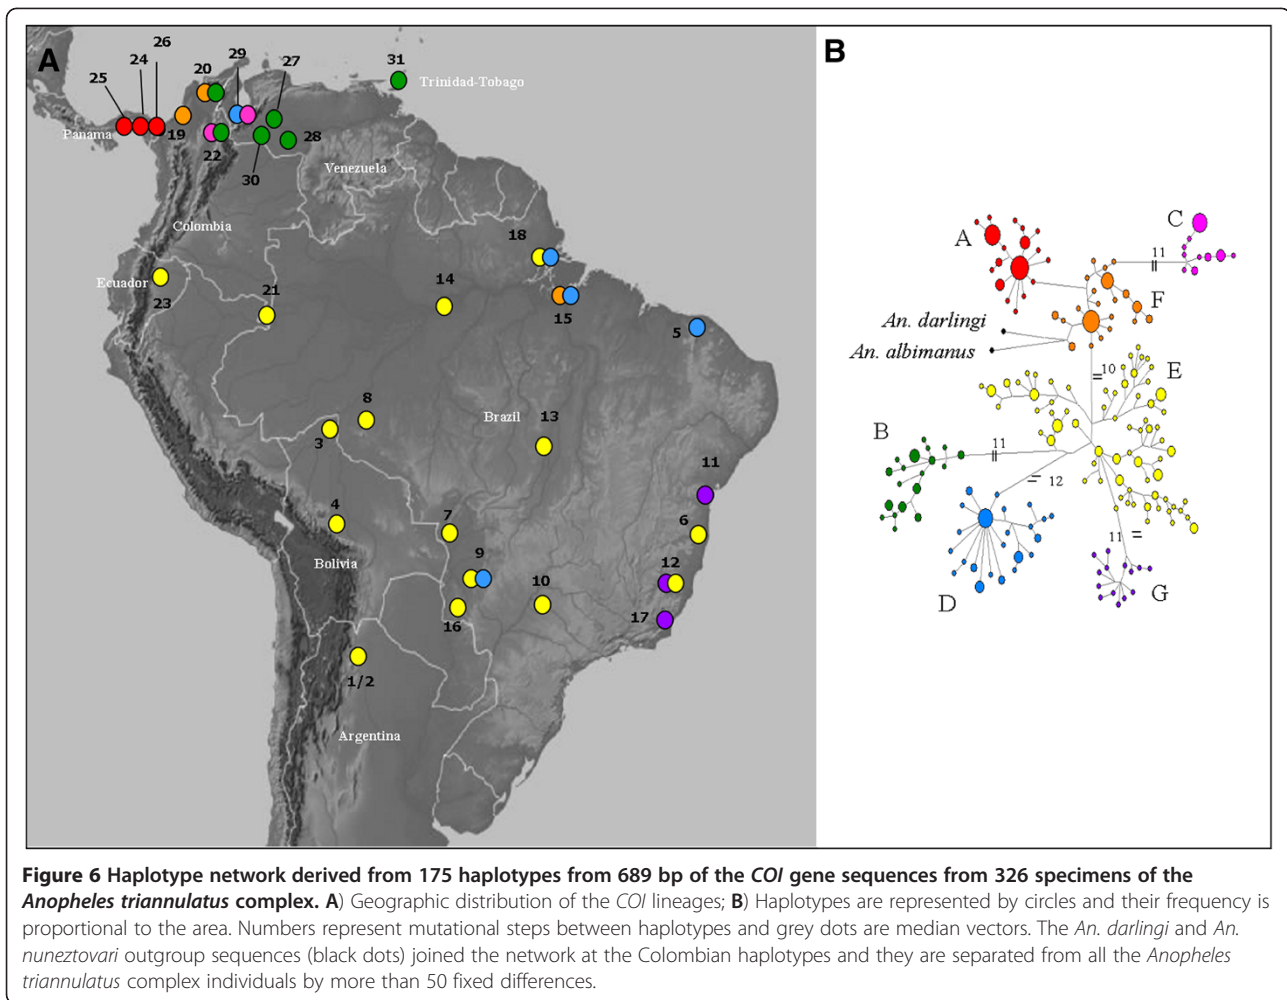 A
26
24
25
20
29
27
31
Trinidad-Tobago
Panama
19
22
28
30
Venezuela
Colombia
Ecuador
23
21
18
14
15
5
8
3
Brazil
13
11
4
7
6
Bolivia
9
12
10
16
17
1/2
Argentina
B
A
C
11
F
An. darlingi
An. albimanus
10
E
B
11
12
11
D
G
Figure 6 Haplotype network derived from 175 haplotypes from 689 bp of the COI gene sequences from 326 specimens of the
Anopheles triannulatus complex. A) Geographic distribution of the COI lineages; B) Haplotypes are represented by circles and their frequency is
proportional to the area. Numbers represent mutational steps between haplotypes and grey dots are median vectors. The An. darlingi and An.
nuneztovari outgroup sequences (black dots) joined the network at the Colombian haplotypes and they are separated from all the Anopheles
triannulatus complex individuals by more than 50 fixed differences.